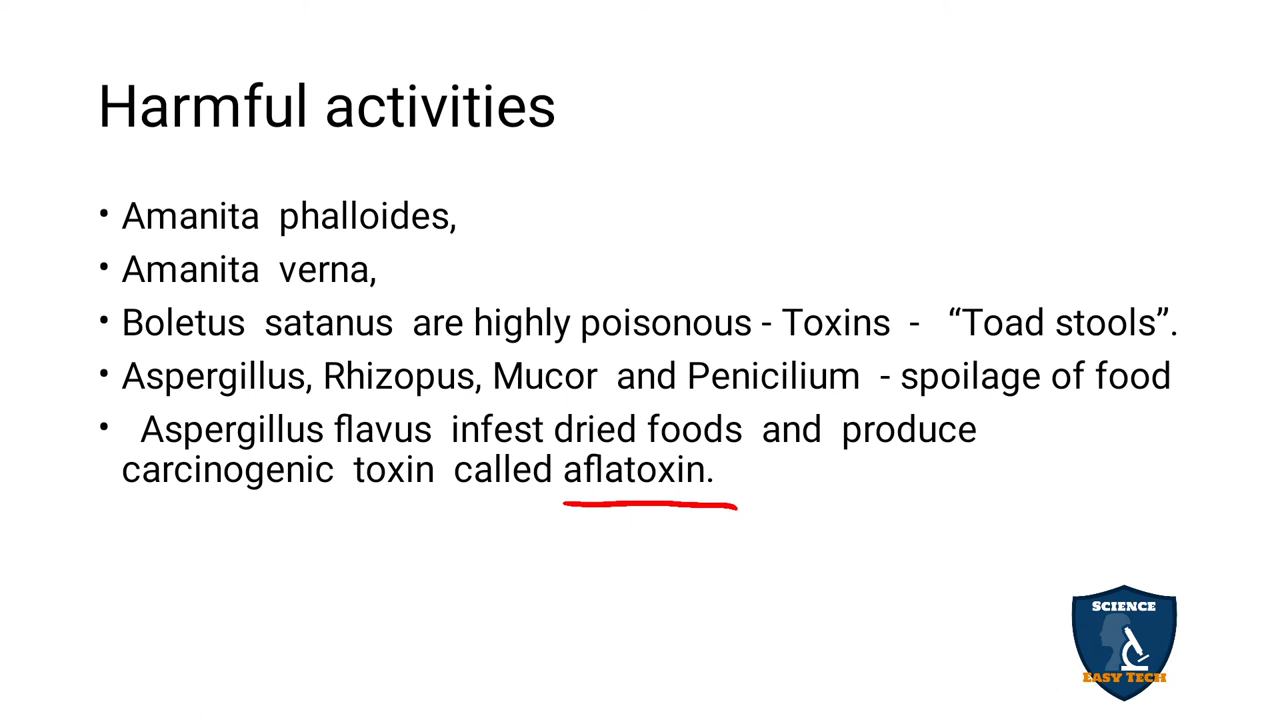 Harmful activities
• Amanita phalloides,
• Amanita verna,
• Boletus satanus are highly poisonous - Toxins - “Toad stools”.
• Aspergillus, Rhizopus, Mucor and Penicilium - spoilage of food
• Aspergillus flavus infest dried foods and produce
carcinogenic toxin called aflatoxin.
SCIENCE
EASY TECH